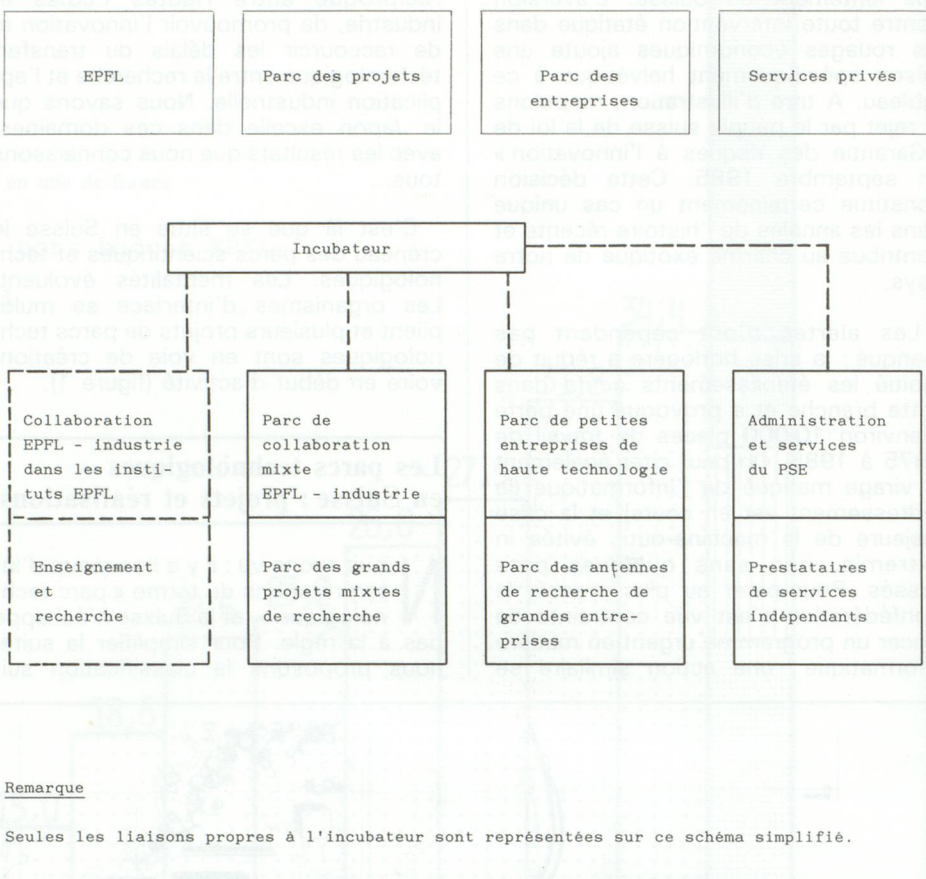 EPFL
Parc des projets
Parc des
entreprises
Services privés
Incubateur
Collaboration
EPFL - industrie
dans les insti-
tuts EPFL
Parc de
collaboration
mixte
EPFL - industrie
Parc de petites
entreprises de
haute technologie
Administration
et gestion
du PSE
Enseignement
et
recherche
Parc des grands
projets mixtes
de recherche
Parc des antennes
de recherche de
grandes entre-
prises
Prestataires
de services
indépendants
Remarque
Seules les liaisons propres à l'incubateur sont représentées sur ce schéma simplifié.